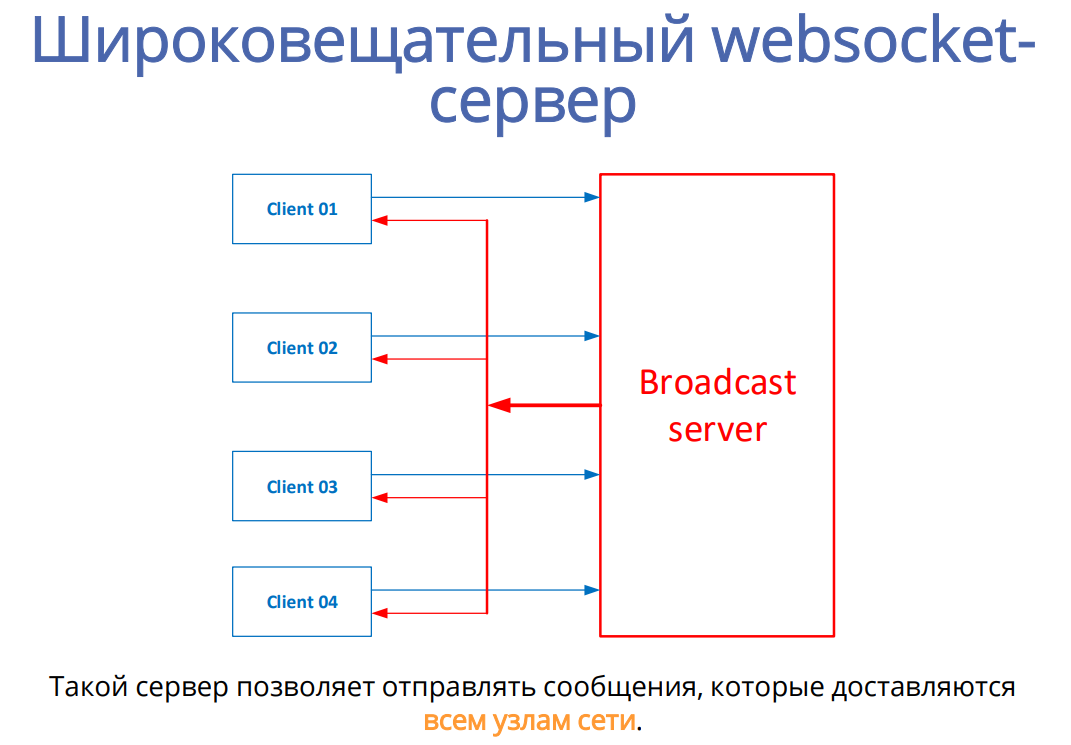 Широковещательный websocket-
сервер
Client 01
Client 02
Broadcast
server
Client 03
Client 04
Такой сервер позволяет отправлять сообщения, которые доставляются
всем узлам сети.